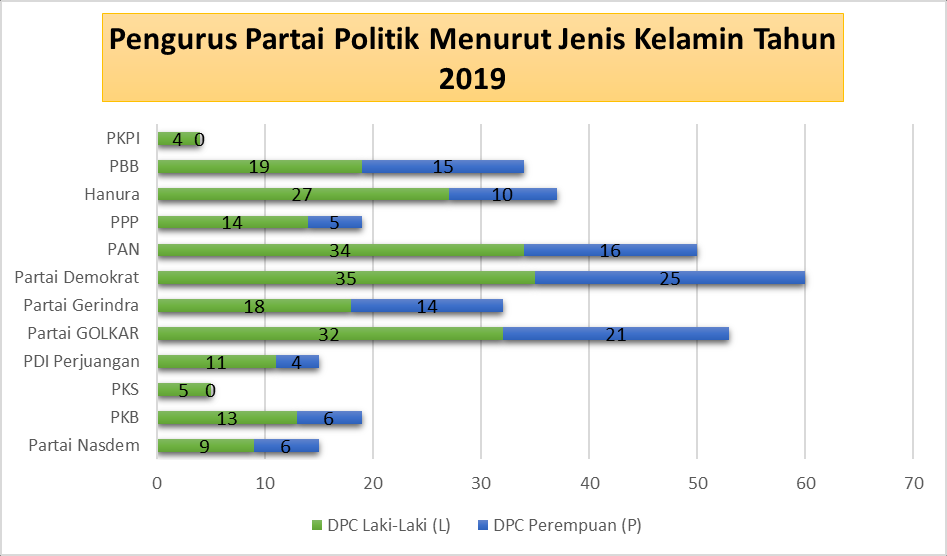 Pengurus Partai Politik Menurut Jenis Kelamin Tahun
2019
PKPI 4 0
PBB 19 15
Hanura 27 10
PPP 14 5
PAN 34 16
Partai Demokrat 35 25
Partai Gerindra 18 14
Partai GOLKAR 32 21
PDI Perjuangan 11 4
PKS 5 0
PKB 13 6
Partai Nasdem 9 6
0 10 20 30 40 50 60 70
DPC Laki-Laki (L) DPC Perempuan (P)